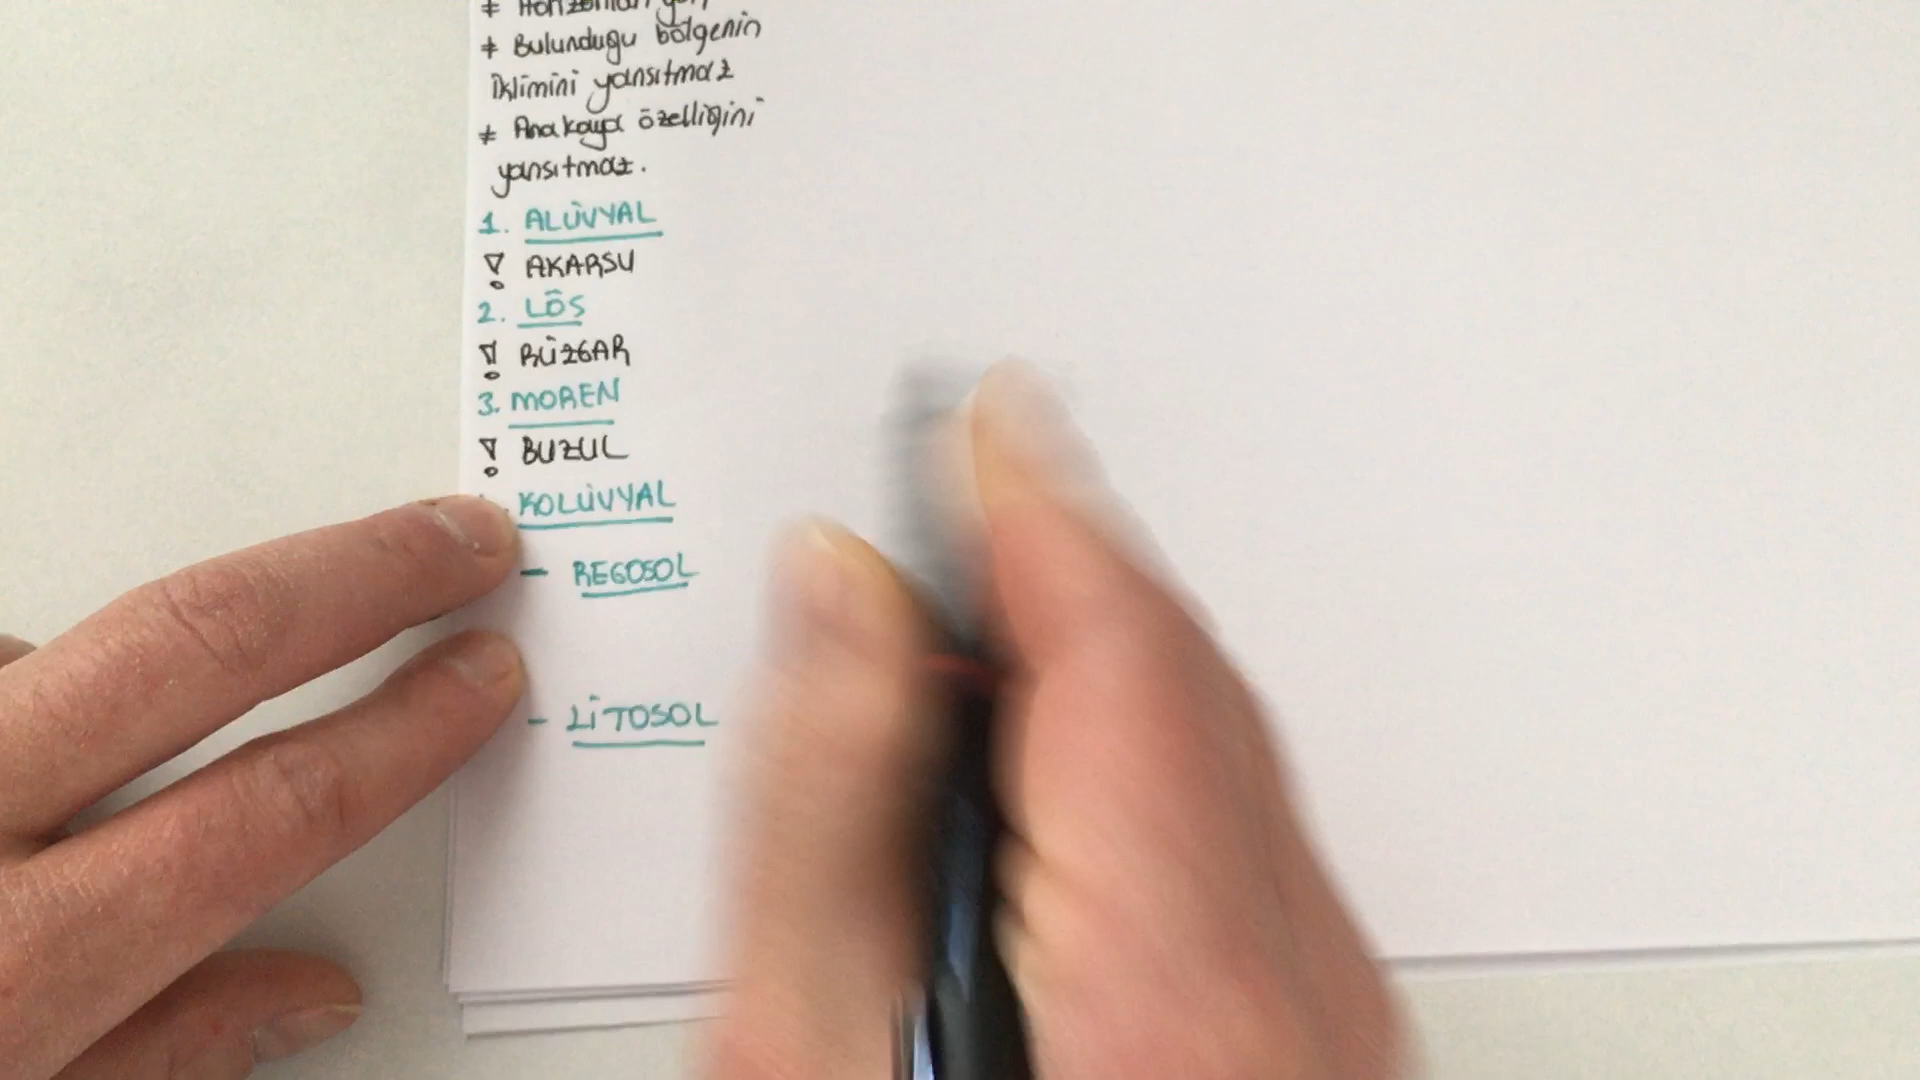 * Bulunduğu bölgenin
iklimini yansıtmaz
* Anakaya özelliğini
yansıtmaz.
1. ALÜVYAL
! AKARSU
2. LÖS
! RÜZGAR
3. MOREN
! BUZUL
KOLÜVYAL
- REGOSOL
- LİTOSOL